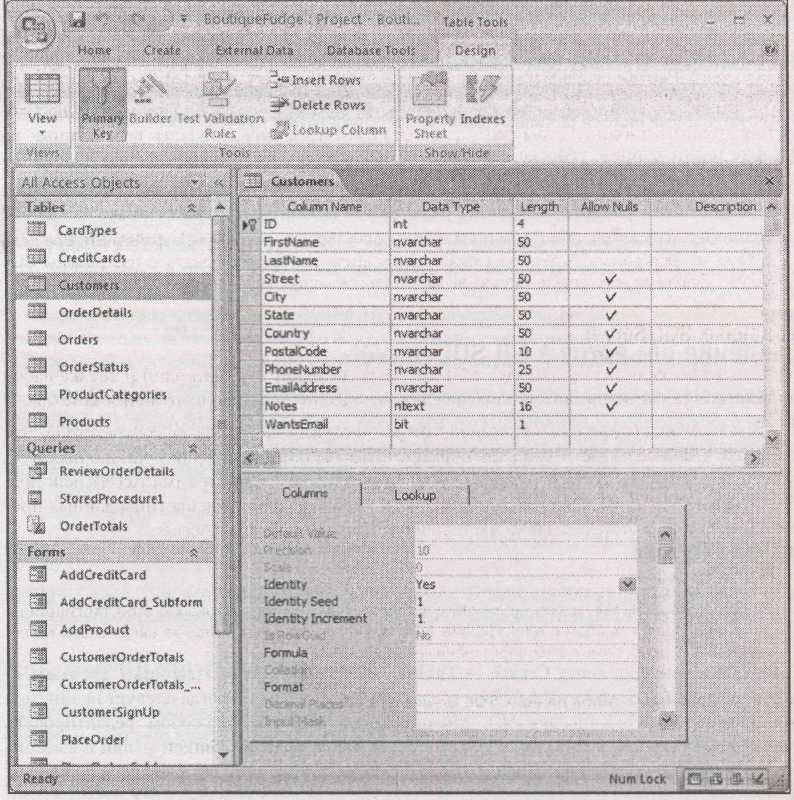 BoutiqueFudge : Project - Bouti... Table Tools
Home Create External Data Database Tools Design
View Primary Key Builder Test Validation Rules Insert Rows Delete Rows Lookup Column Property Sheet Indexes
Views Tools Show/Hide
All Access Objects
Tables
CardTypes
CreditCards
Customers
OrderDetails
Orders
OrderStatus
ProductCategories
Products
Queries
ReviewOrderDetails
StoredProcedure1
OrderTotals
Forms
AddCreditCard
AddCreditCard_Subform
AddProduct
CustomerOrderTotals
CustomerOrderTotals_...
CustomerSignUp
PlaceOrder
Customers
Column Name Data Type Length Allow Nulls Description
ID int 4
FirstName nvarchar 50
LastName nvarchar 50
Street nvarchar 50 ✓
City nvarchar 50 ✓
State nvarchar 50 ✓
Country nvarchar 50 ✓
PostalCode nvarchar 10 ✓
PhoneNumber nvarchar 25 ✓
EmailAddress nvarchar 50 ✓
Notes ntext 16 ✓
WantsEmail bit 1
Columns Lookup
Default Value
Precision 10
Scale 0
Identity Yes
Identity Seed 1
Identity Increment 1
Is RowGuid No
Formula
Collation
Format
Decimal Places
Input Mask
Ready Num Lock